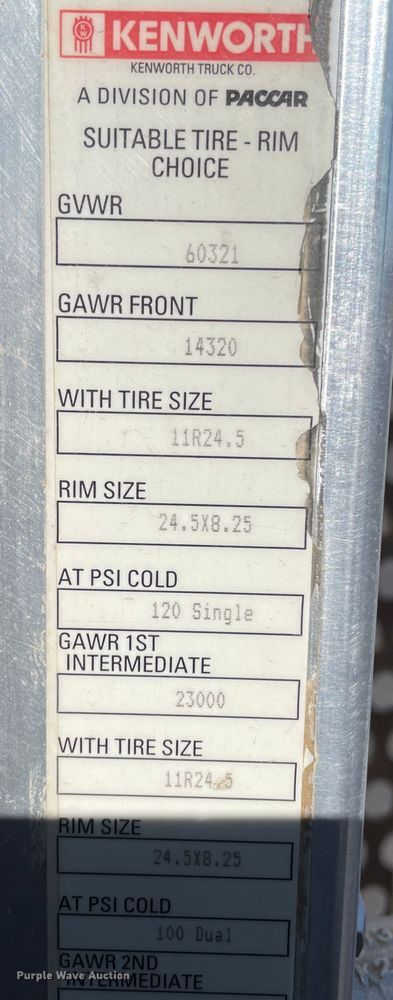 KENWORTH
KENWORTH TRUCK CO.
A DIVISION OF PACCAR
SUITABLE TIRE - RIM
CHOICE
GVWR
60321
GAWR FRONT
14320
WITH TIRE SIZE
11R24.5
RIM SIZE
24.5X8.25
AT PSI COLD
120 Single
GAWR 1ST
INTERMEDIATE
23000
WITH TIRE SIZE
11R24.5
RIM SIZE
24.5X8.25
AT PSI COLD
100 Dual
GAWR 2ND
INTERMEDIATE
Purple Wave Auction